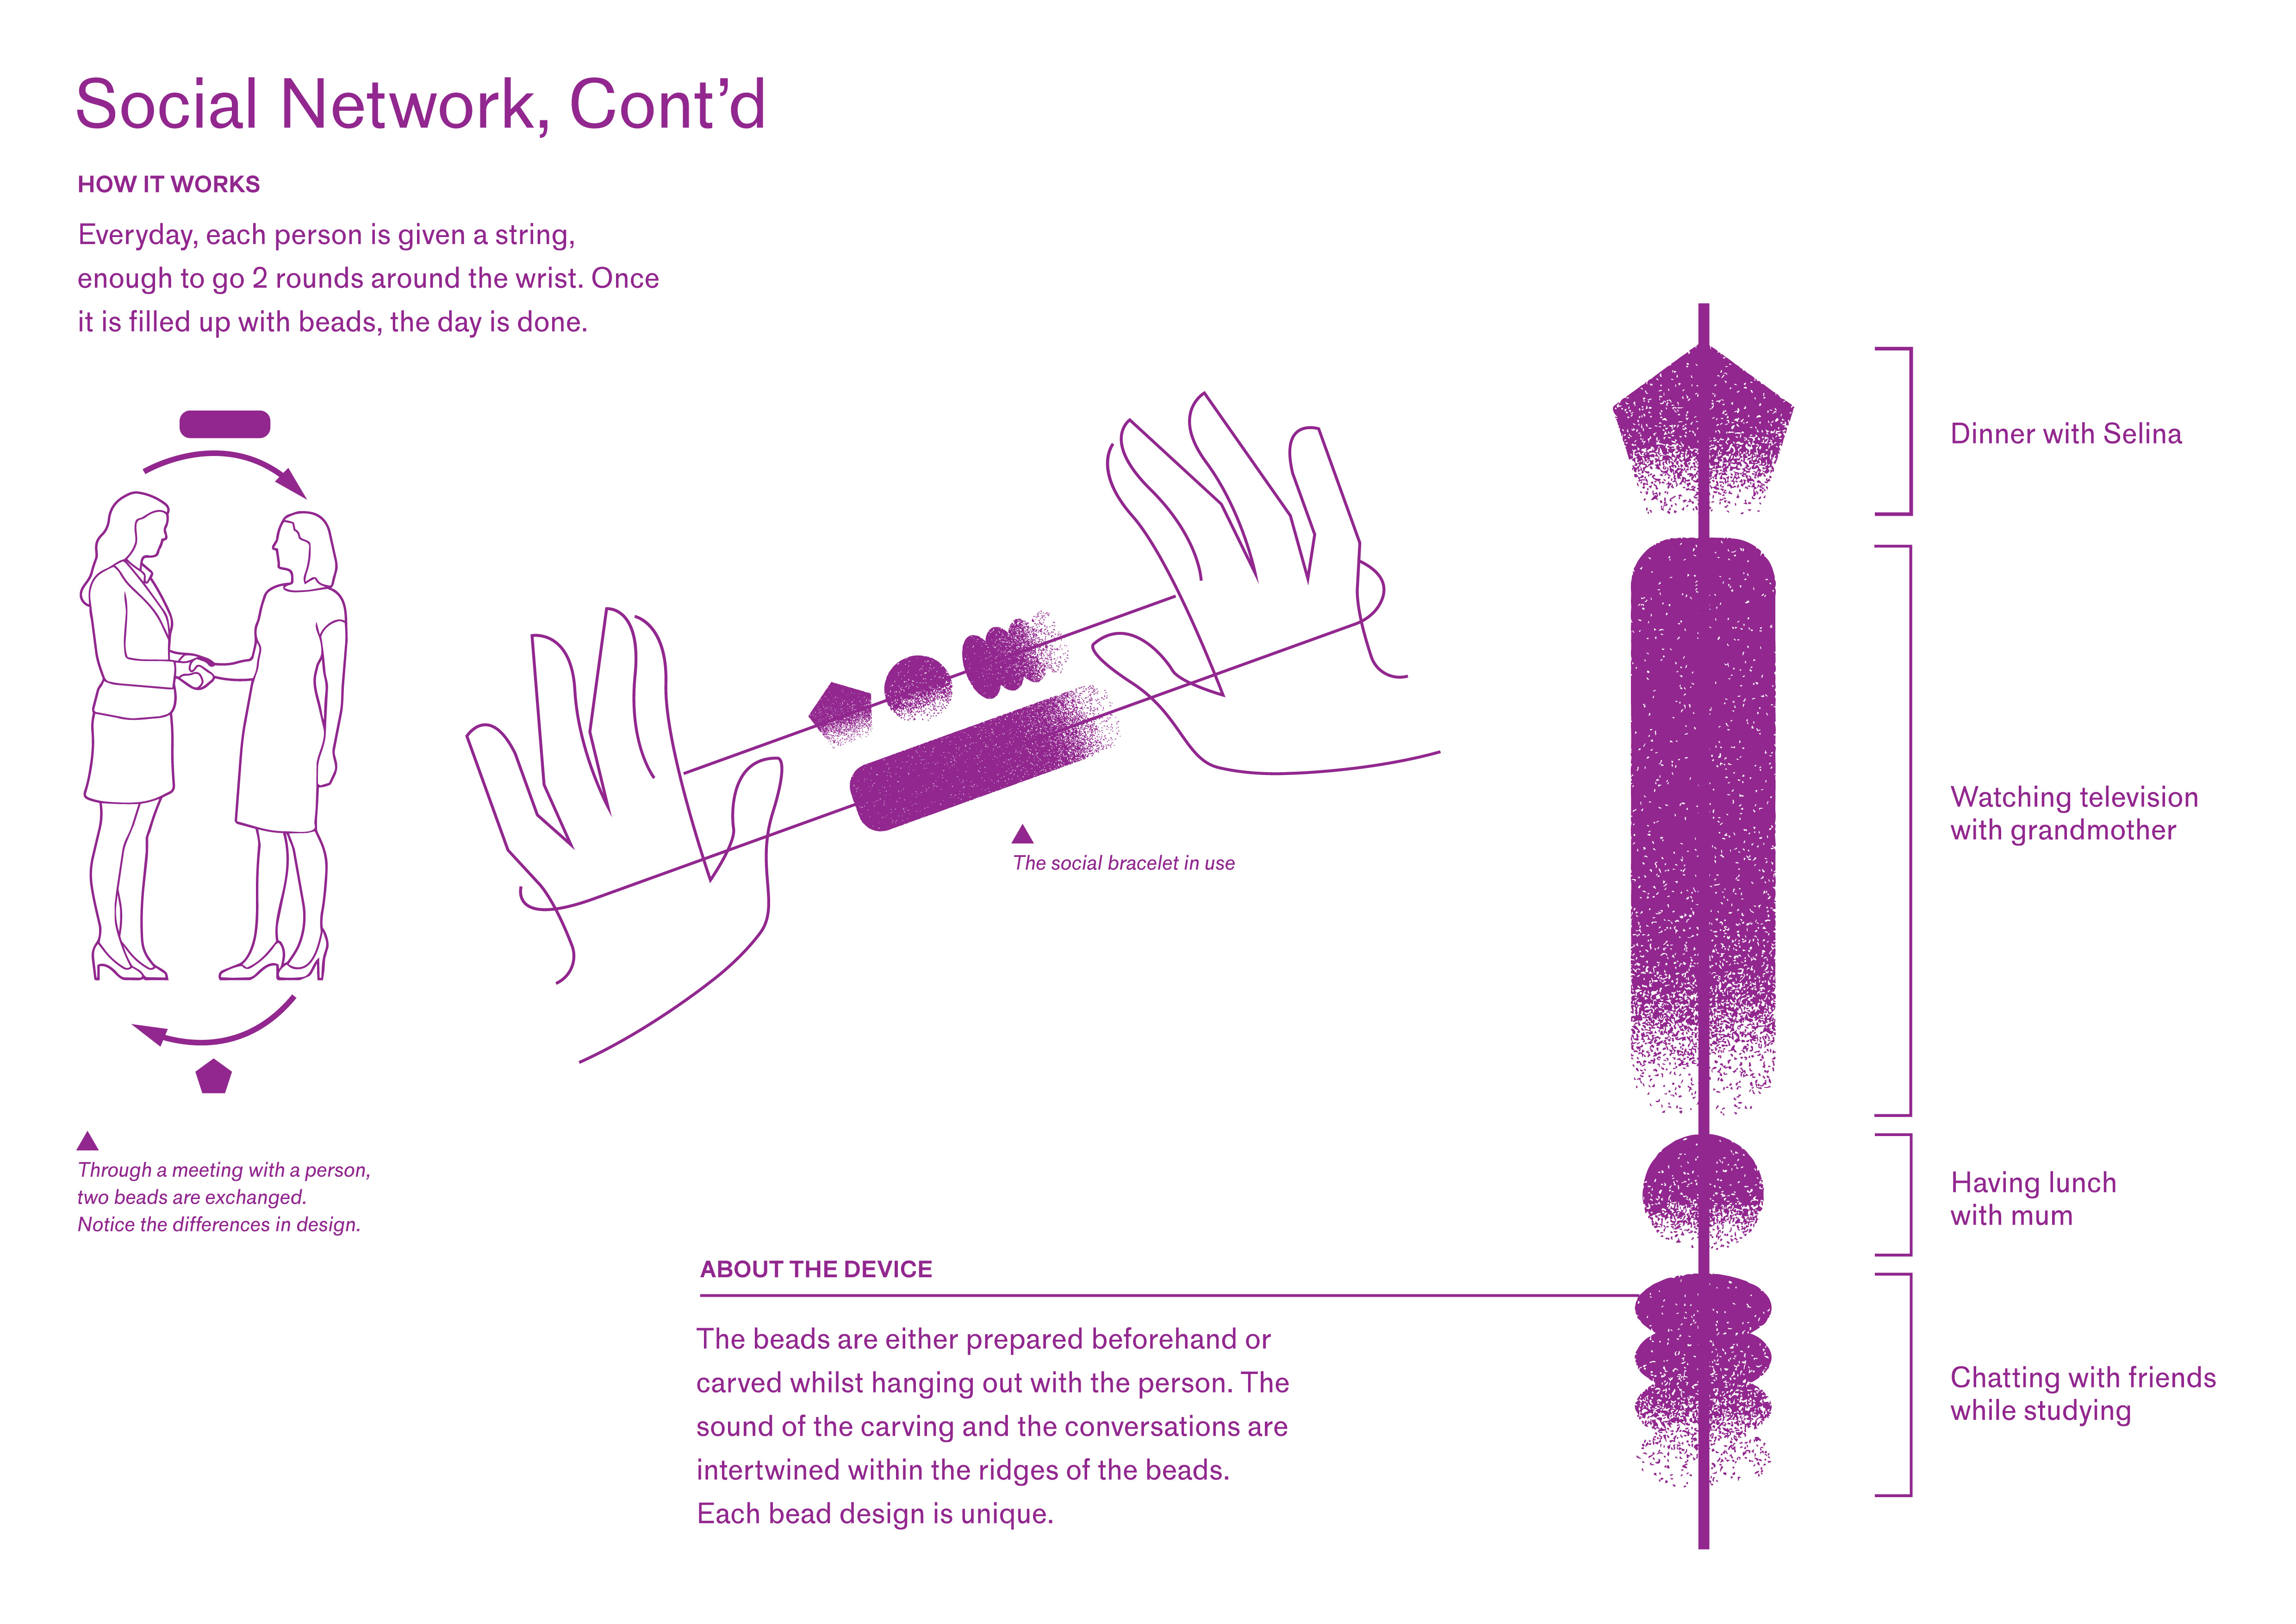 Social Network, Cont’d
HOW IT WORKS
Everyday, each person is given a string,
enough to go 2 rounds around the wrist. Once
it is filled up with beads, the day is done.
Through a meeting with a person,
two beads are exchanged.
Notice the differences in design.
The social bracelet in use
ABOUT THE DEVICE
The beads are either prepared beforehand or
carved whilst hanging out with the person. The
sound of the carving and the conversations are
intertwined within the ridges of the beads.
Each bead design is unique.
Dinner with Selina
Watching television
with grandmother
Having lunch
with mum
Chatting with friends
while studying